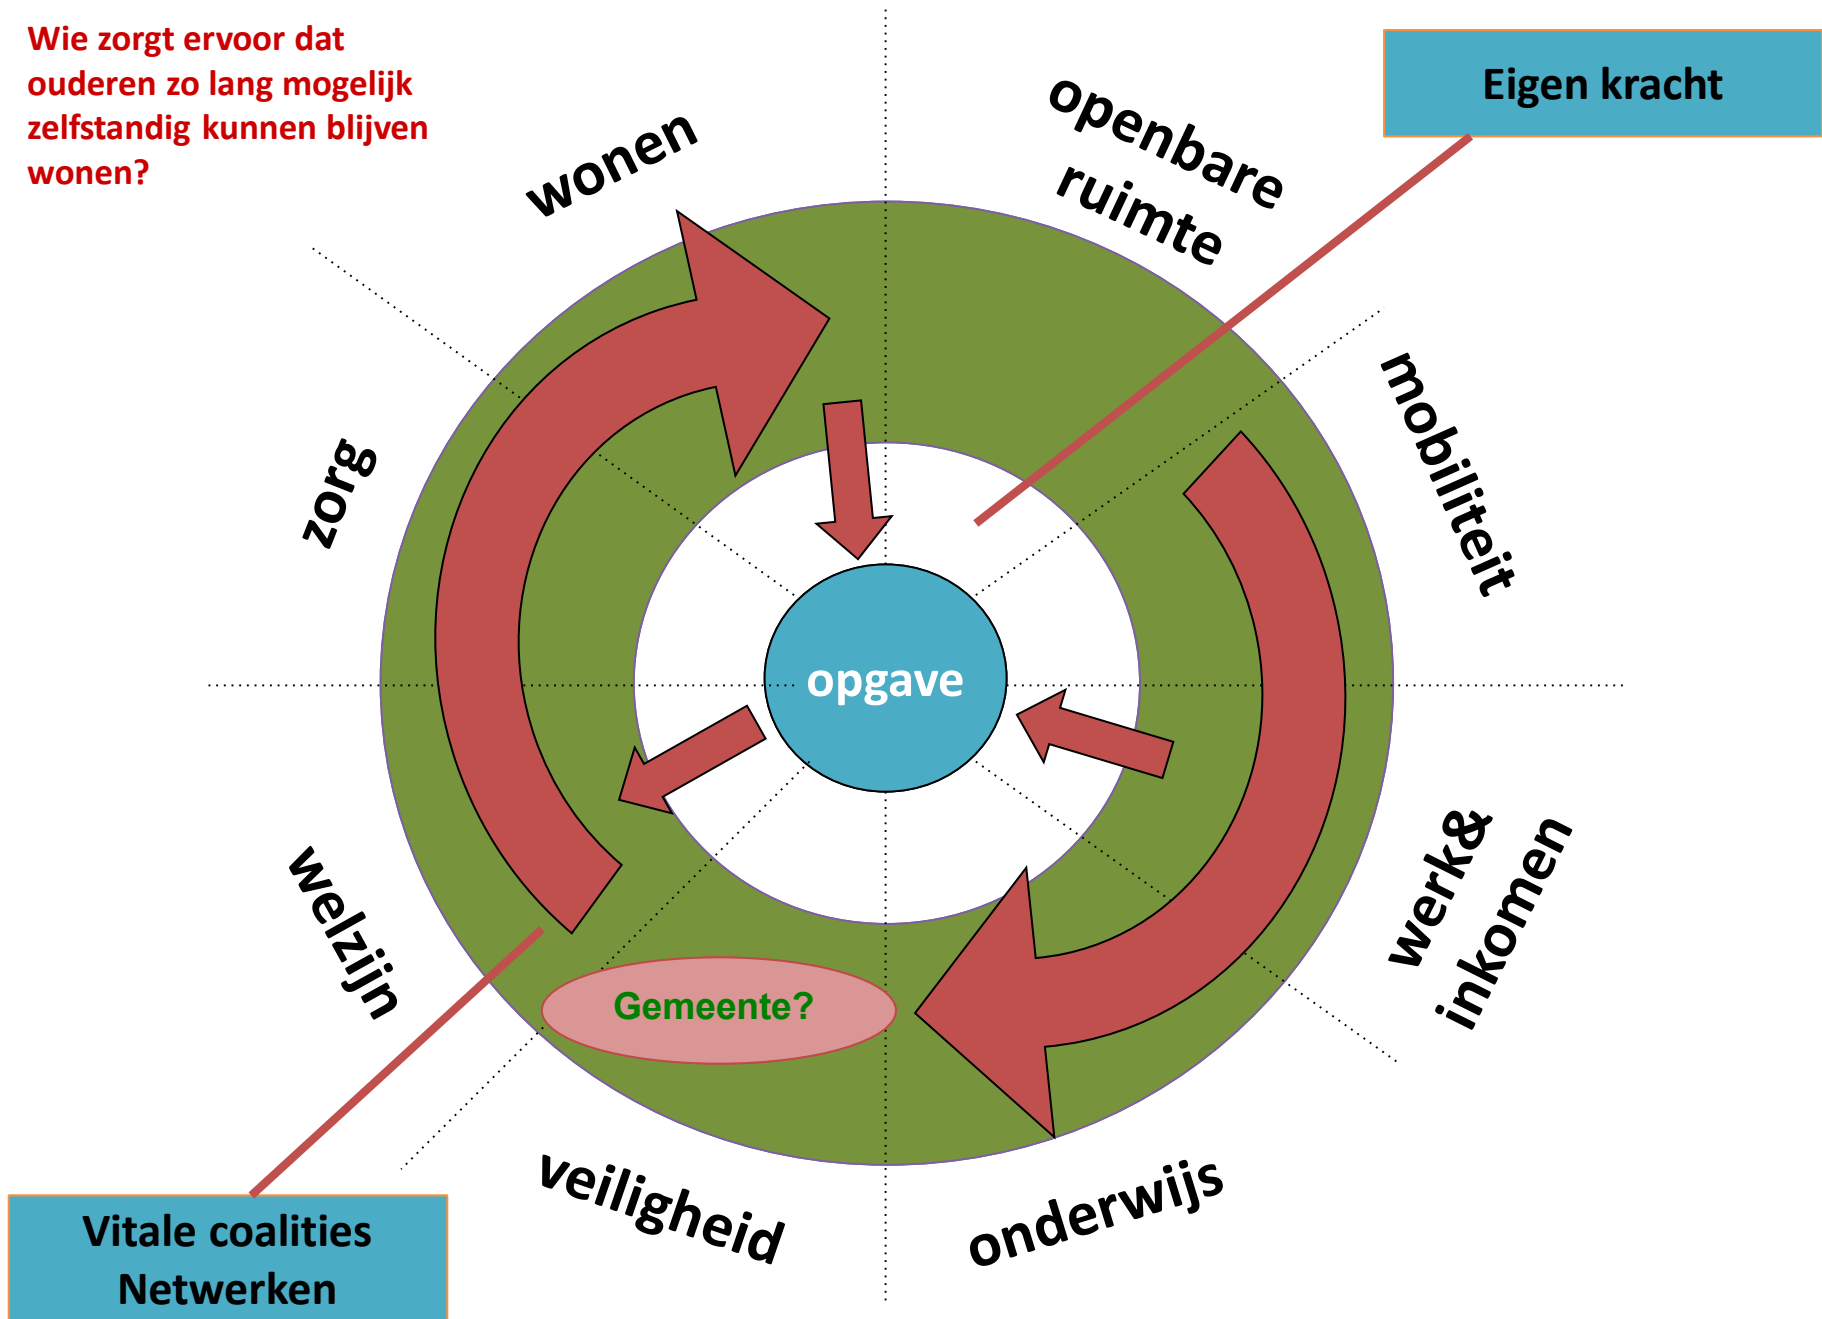 Wie zorgt ervoor dat
ouderen zo lang mogelijk
zelfstandig kunnen blijven
wonen?
Eigen kracht
wonen
openbare
ruimte
mobiliteit
zorg
opgave
werk&
inkomen
welzijn
Gemeente?
veiligheid
onderwijs
Vitale coalities
Netwerken